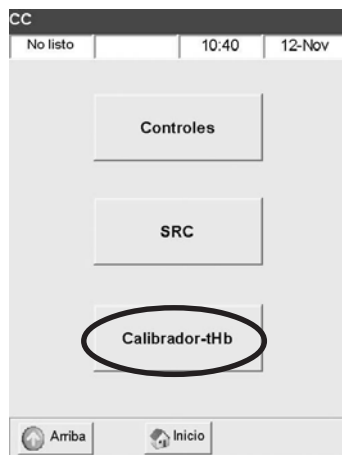 CC
No listo 10:40 12-Nov
Controles
SRC
Calibrador-tHb
Arriba Inicio